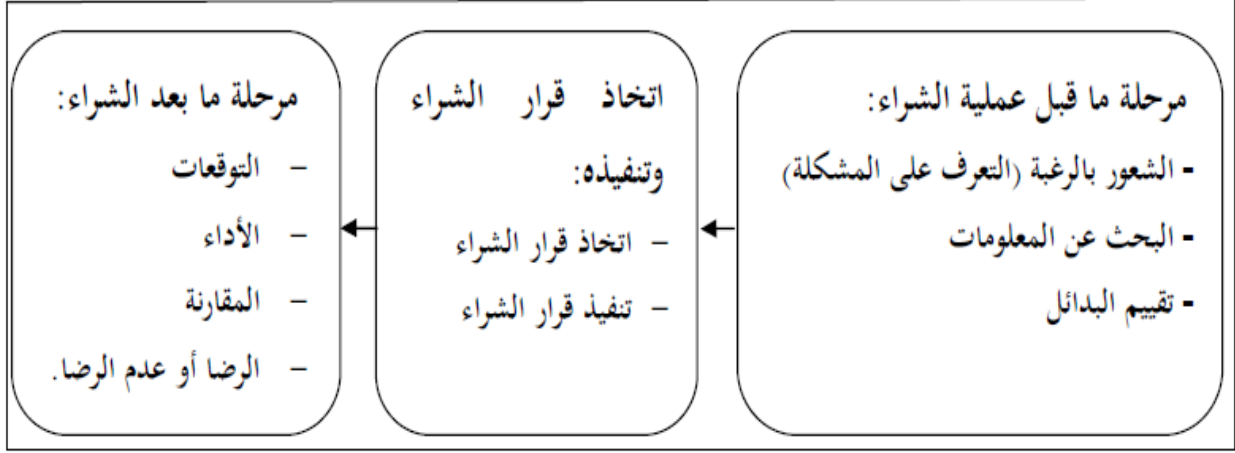 مرحلة ما قبل عملية الشراء:
- الشعور بالرغبة (التعرف على المشكلة)
- البحث عن المعلومات
- تقييم البدائل
اتخاذ قرار الشراء
وتنفيذه:
– اتخاذ قرار الشراء
– تنفيذ قرار الشراء
مرحلة ما بعد الشراء:
– التوقعات
– الأداء
– المقارنة
– الرضا أو عدم الرضا.